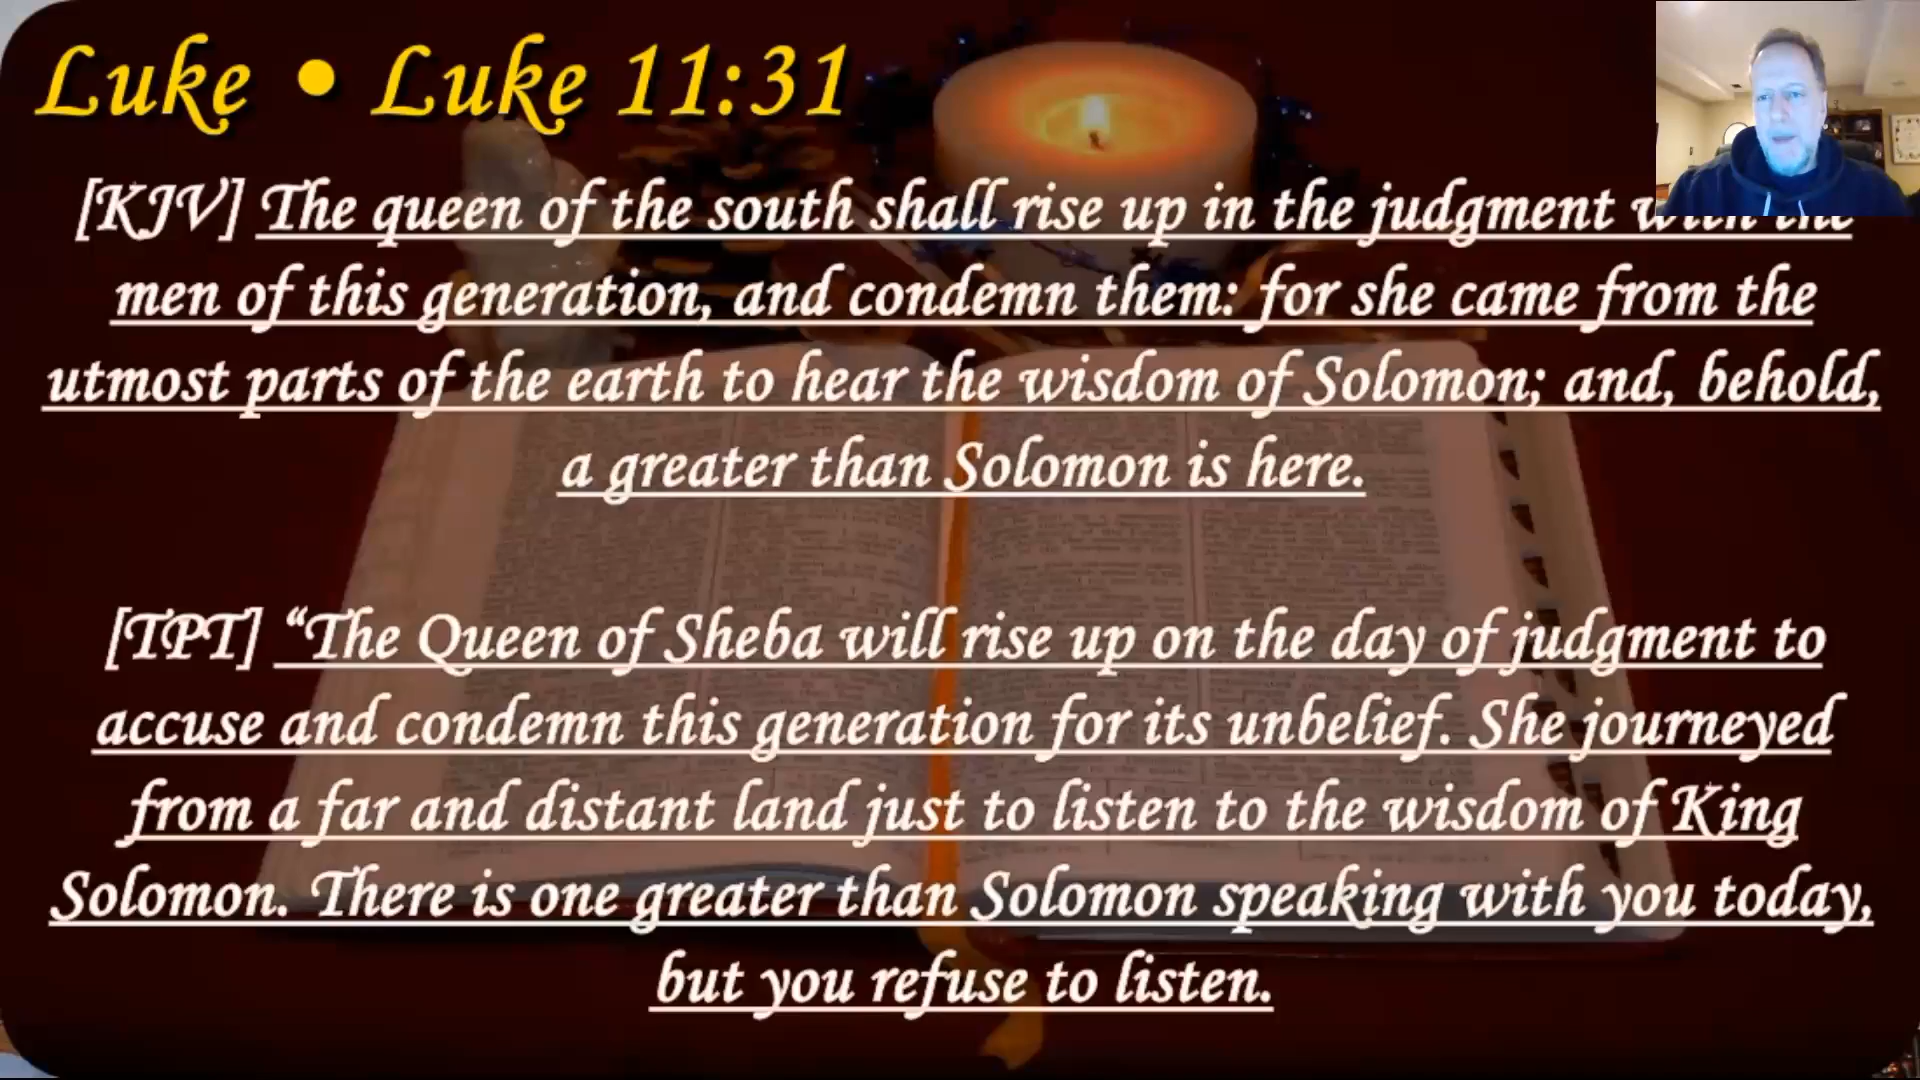 Luke • Luke 11:31
[KJV] The queen of the south shall rise up in the judgment with the
men of this generation, and condemn them: for she came from the
utmost parts of the earth to hear the wisdom of Solomon; and, behold,
a greater than Solomon is here.
[TPT] “The Queen of Sheba will rise up on the day of judgment to
accuse and condemn this generation for its unbelief. She journeyed
from a far and distant land just to listen to the wisdom of King
Solomon. There is one greater than Solomon speaking with you today,
but you refuse to listen.